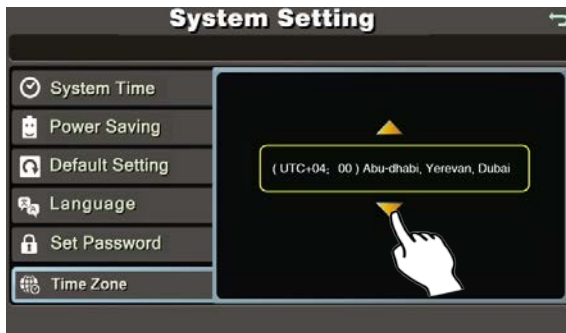 System Setting
System Time
Power Saving
Default Setting
Language
Set Password
Time Zone
( UTC+04; 00 ) Abu-dhabi, Yerevan, Dubai